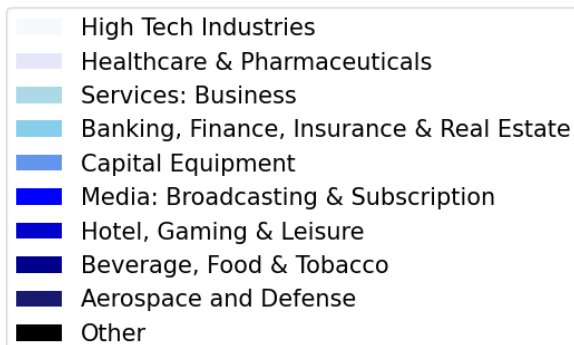 High Tech Industries
Healthcare & Pharmaceuticals
Services: Business
Banking, Finance, Insurance & Real Estate
Capital Equipment
Media: Broadcasting & Subscription
Hotel, Gaming & Leisure
Beverage, Food & Tobacco
Aerospace and Defense
Other